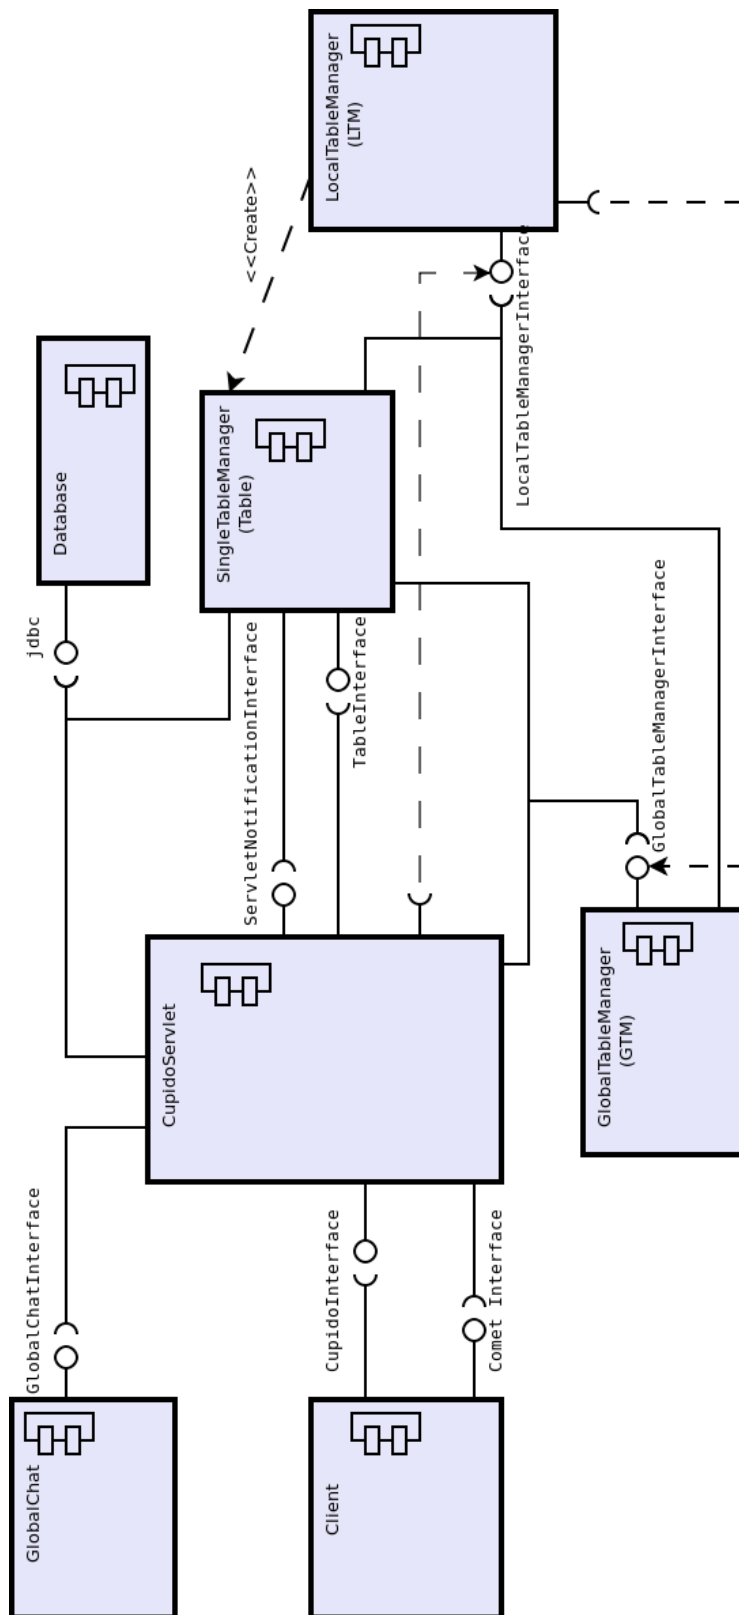 LocalTableManager
(LTM)
<<Create>>
LocalTableManagerInterface
Database
SingleTableManager
(Table)
jdbc
ServletNotificationInterface
TableInterface
GlobalTableManagerInterface
CupidoServlet
GlobalTableManager
(GTM)
GlobalChatInterface
CupidoInterface
Comet Interface
GlobalChat
Client